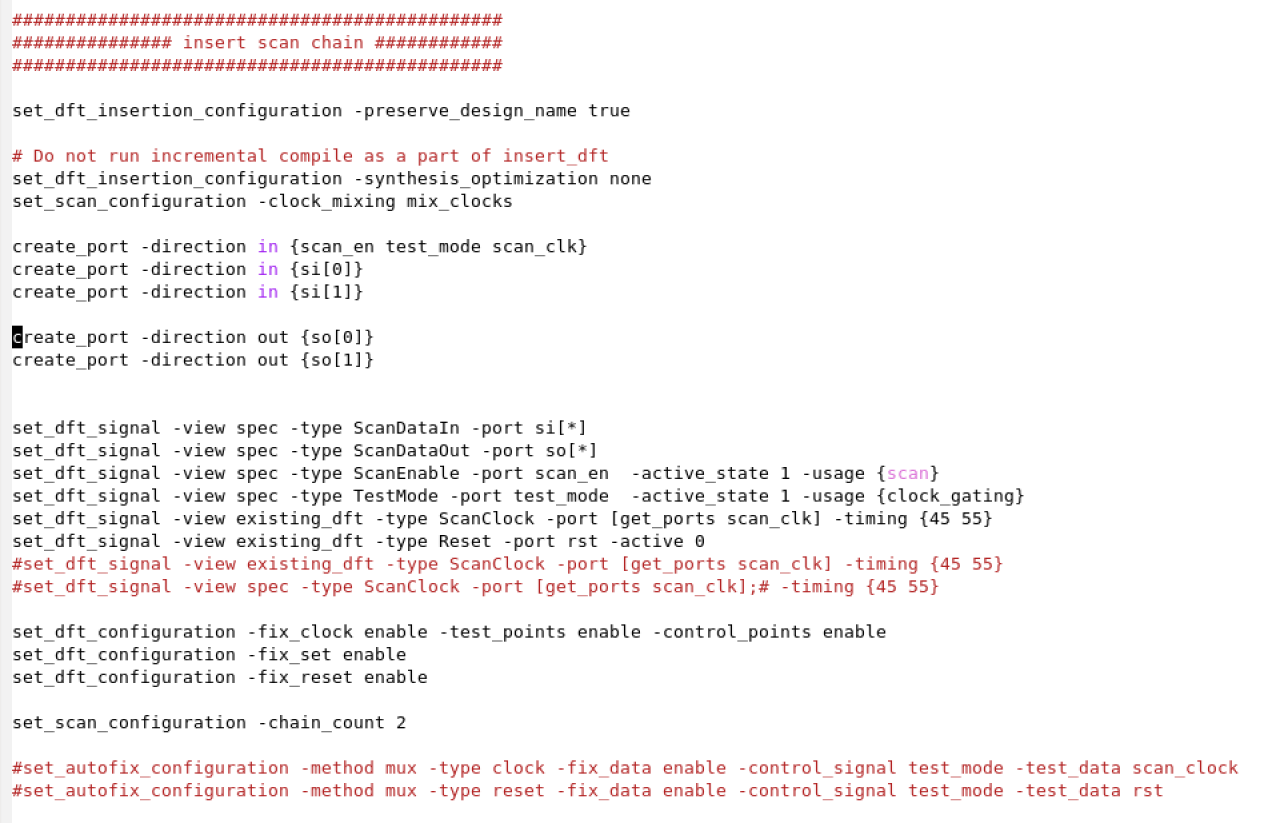 ##############################################
############### insert scan chain ############
##############################################
set_dft_insertion_configuration -preserve_design_name true
# Do not run incremental compile as a part of insert_dft
set_dft_insertion_configuration -synthesis_optimization none
set_scan_configuration -clock_mixing mix_clocks
create_port -direction in {scan_en test_mode scan_clk}
create_port -direction in {si[0]}
create_port -direction in {si[1]}
create_port -direction out {so[0]}
create_port -direction out {so[1]}
set_dft_signal -view spec -type ScanDataIn -port si[*]
set_dft_signal -view spec -type ScanDataOut -port so[*]
set_dft_signal -view spec -type ScanEnable -port scan_en  -active_state 1 -usage {scan}
set_dft_signal -view spec -type TestMode -port test_mode  -active_state 1 -usage {clock_gating}
set_dft_signal -view existing_dft -type ScanClock -port [get_ports scan_clk] -timing {45 55}
set_dft_signal -view existing_dft -type Reset -port rst -active 0
#set_dft_signal -view existing_dft -type ScanClock -port [get_ports scan_clk] -timing {45 55}
#set_dft_signal -view spec -type ScanClock -port [get_ports scan_clk];# -timing {45 55}
set_dft_configuration -fix_clock enable -test_points enable -control_points enable
set_dft_configuration -fix_set enable
set_dft_configuration -fix_reset enable
set_scan_configuration -chain_count 2
#set_autofix_configuration -method mux -type clock -fix_data enable -control_signal test_mode -test_data scan_clock
#set_autofix_configuration -method mux -type reset -fix_data enable -control_signal test_mode -test_data rst